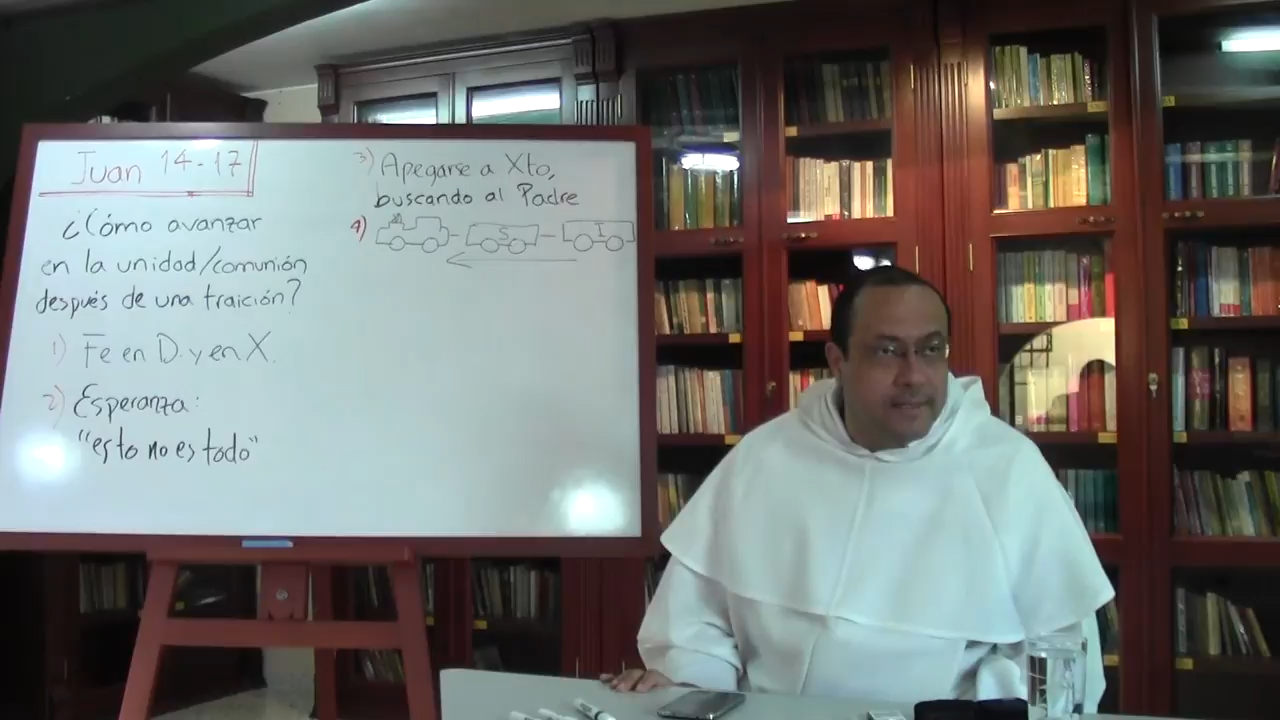 Juan 14-17
¿Cómo avanzar
en la unidad/comunión
después de una traición?
1) Fe en D. y en X.
2) Esperanza:
"esto no es todo"
3) Apegarse a Xto,
buscando al Padre
4)
S
I